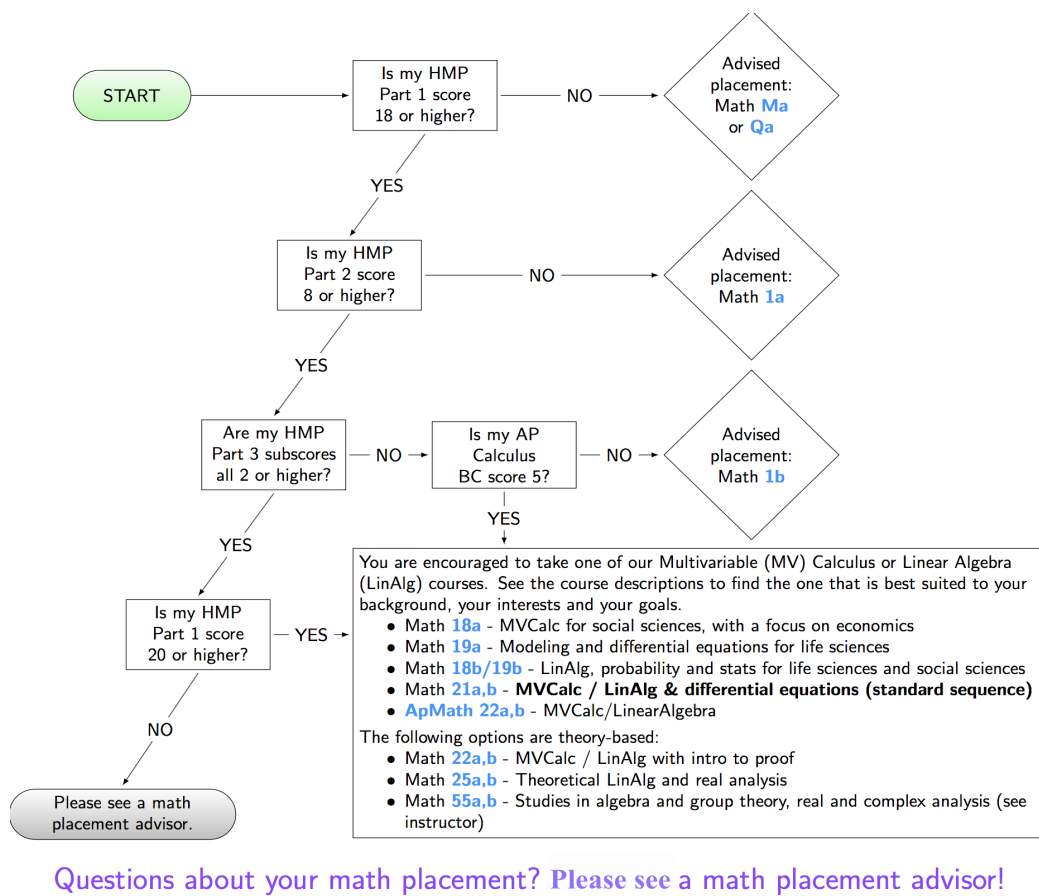 START
Is my HMP
Part 1 score
18 or higher?
NO
Advised
placement:
Math Ma
or Qa
YES
Is my HMP
Part 2 score
8 or higher?
NO
Advised
placement:
Math 1a
YES
Are my HMP
Part 3 subscores
all 2 or higher?
NO
Is my AP
Calculus
BC score 5?
NO
Advised
placement:
Math 1b
YES
YES
Is my HMP
Part 1 score
20 or higher?
YES
You are encouraged to take one of our Multivariable (MV) Calculus or Linear Algebra
(LinAlg) courses. See the course descriptions to find the one that is best suited to your
background, your interests and your goals.
• Math 18a - MVCalc for social sciences, with a focus on economics
• Math 19a - Modeling and differential equations for life sciences
• Math 18b/19b - LinAlg, probability and stats for life sciences and social sciences
• Math 21a,b - MVCalc / LinAlg & differential equations (standard sequence)
• ApMath 22a,b - MVCalc/LinearAlgebra
The following options are theory-based:
• Math 22a,b - MVCalc / LinAlg with intro to proof
• Math 25a,b - Theoretical LinAlg and real analysis
• Math 55a,b - Studies in algebra and group theory, real and complex analysis (see
instructor)
NO
Please see a math
placement advisor.
Questions about your math placement? Please see a math placement advisor!